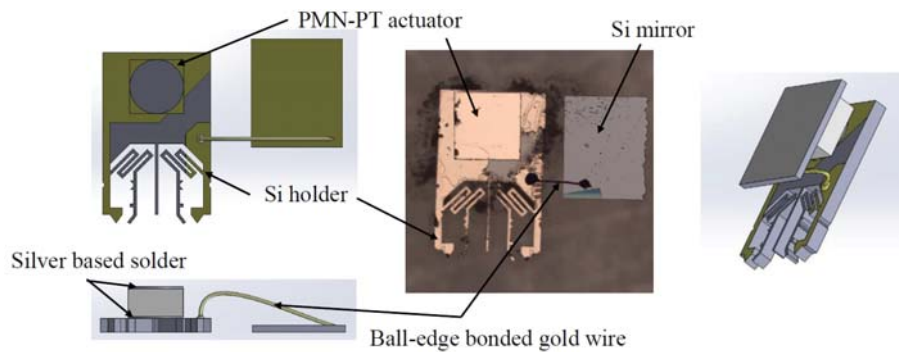 PMN-PT actuator
Si mirror
Si holder
Silver based solder
Ball-edge bonded gold wire